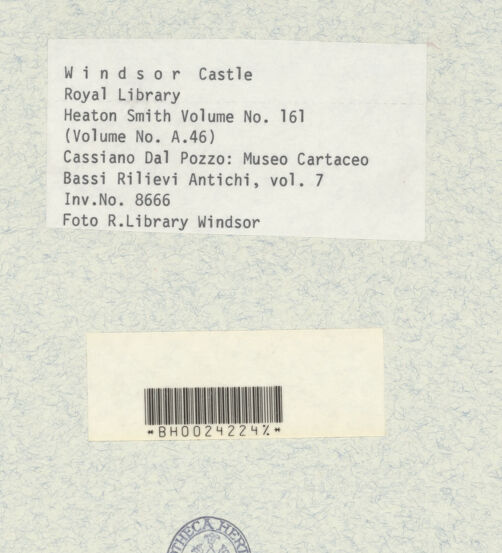 Windsor Castle
Royal Library
Heaton Smith Volume No. 161
(Volume No. A.46)
Cassiano Dal Pozzo: Museo Cartaceo
Bassi Rilievi Antichi, vol. 7
Inv.No. 8666
Foto R.Library Windsor
*BH0024224%*